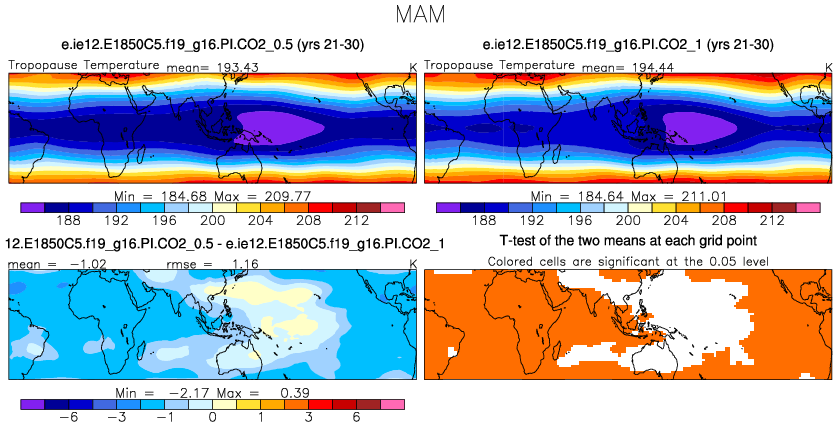 MAM
e.ie12.E1850C5.f19_g16.PI.CO2_0.5 (yrs 21-30)
Tropopause Temperature mean= 193.43 K
188 192 196 200 204 208 212
Min = 184.68 Max = 209.77
e.ie12.E1850C5.f19_g16.PI.CO2_1 (yrs 21-30)
Tropopause Temperature mean= 194.44 K
Min = 184.64 Max = 211.01
188 192 196 200 204 208 212
12.E1850C5.f19_g16.PI.CO2_0.5 - e.ie12.E1850C5.f19_g16.PI.CO2_1
mean = -1.02 rmse = 1.16 K
Min = -2.17 Max = 0.39
-6 -3 -1 0 1 3 6
T-test of the two means at each grid point
Colored cells are significant at the 0.05 level